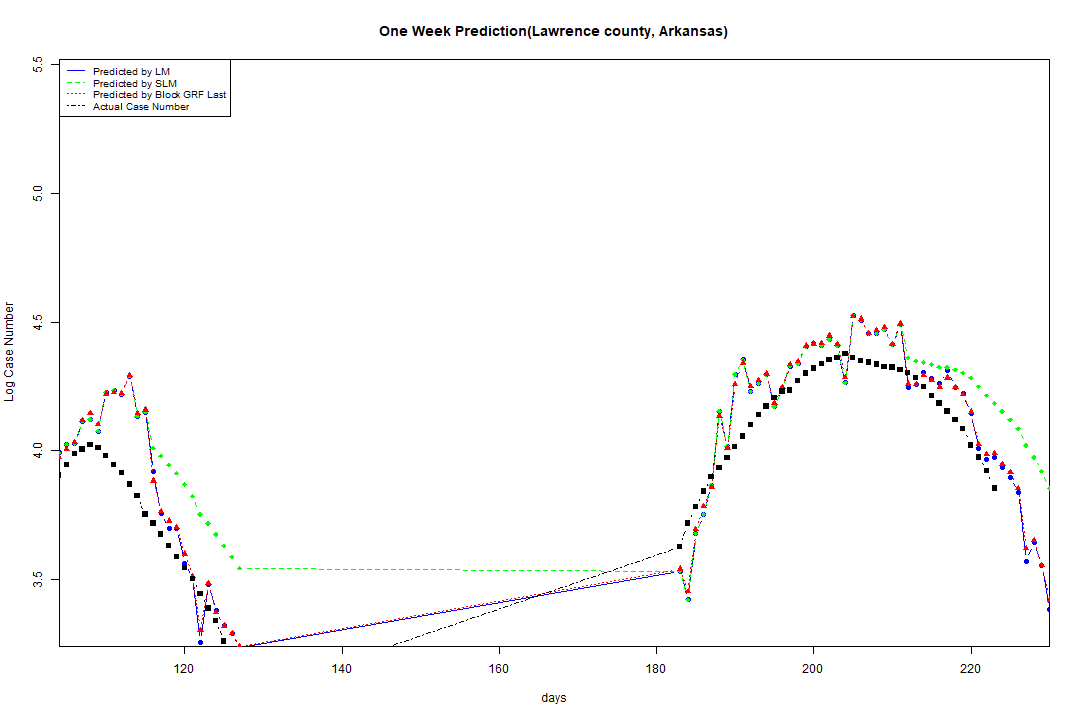 One Week Prediction(Lawrence county, Arkansas)
5.5
Predicted by LM
Predicted by SLM
Predicted by Block GRF Last
Actual Case Number
5.0
4.5
Log Case Number
4.0
3.5
120 140 160 180 200 220
days